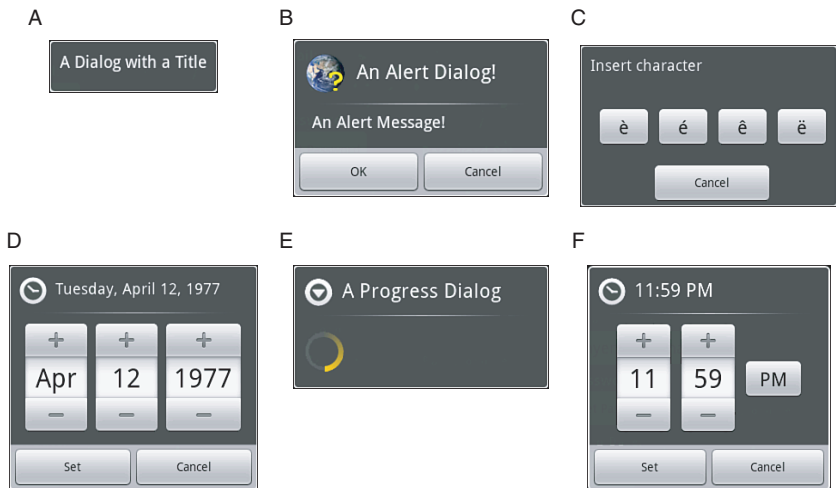 A
B
C
A Dialog with a Title
An Alert Dialog!
An Alert Message!
OK Cancel
Insert character
è é ê ë
Cancel
D
E
F
Tuesday, April 12, 1977
+ + +
Apr 12 1977
− − −
Set Cancel
A Progress Dialog
11:59 PM
+ +
11 59 PM
− −
Set Cancel